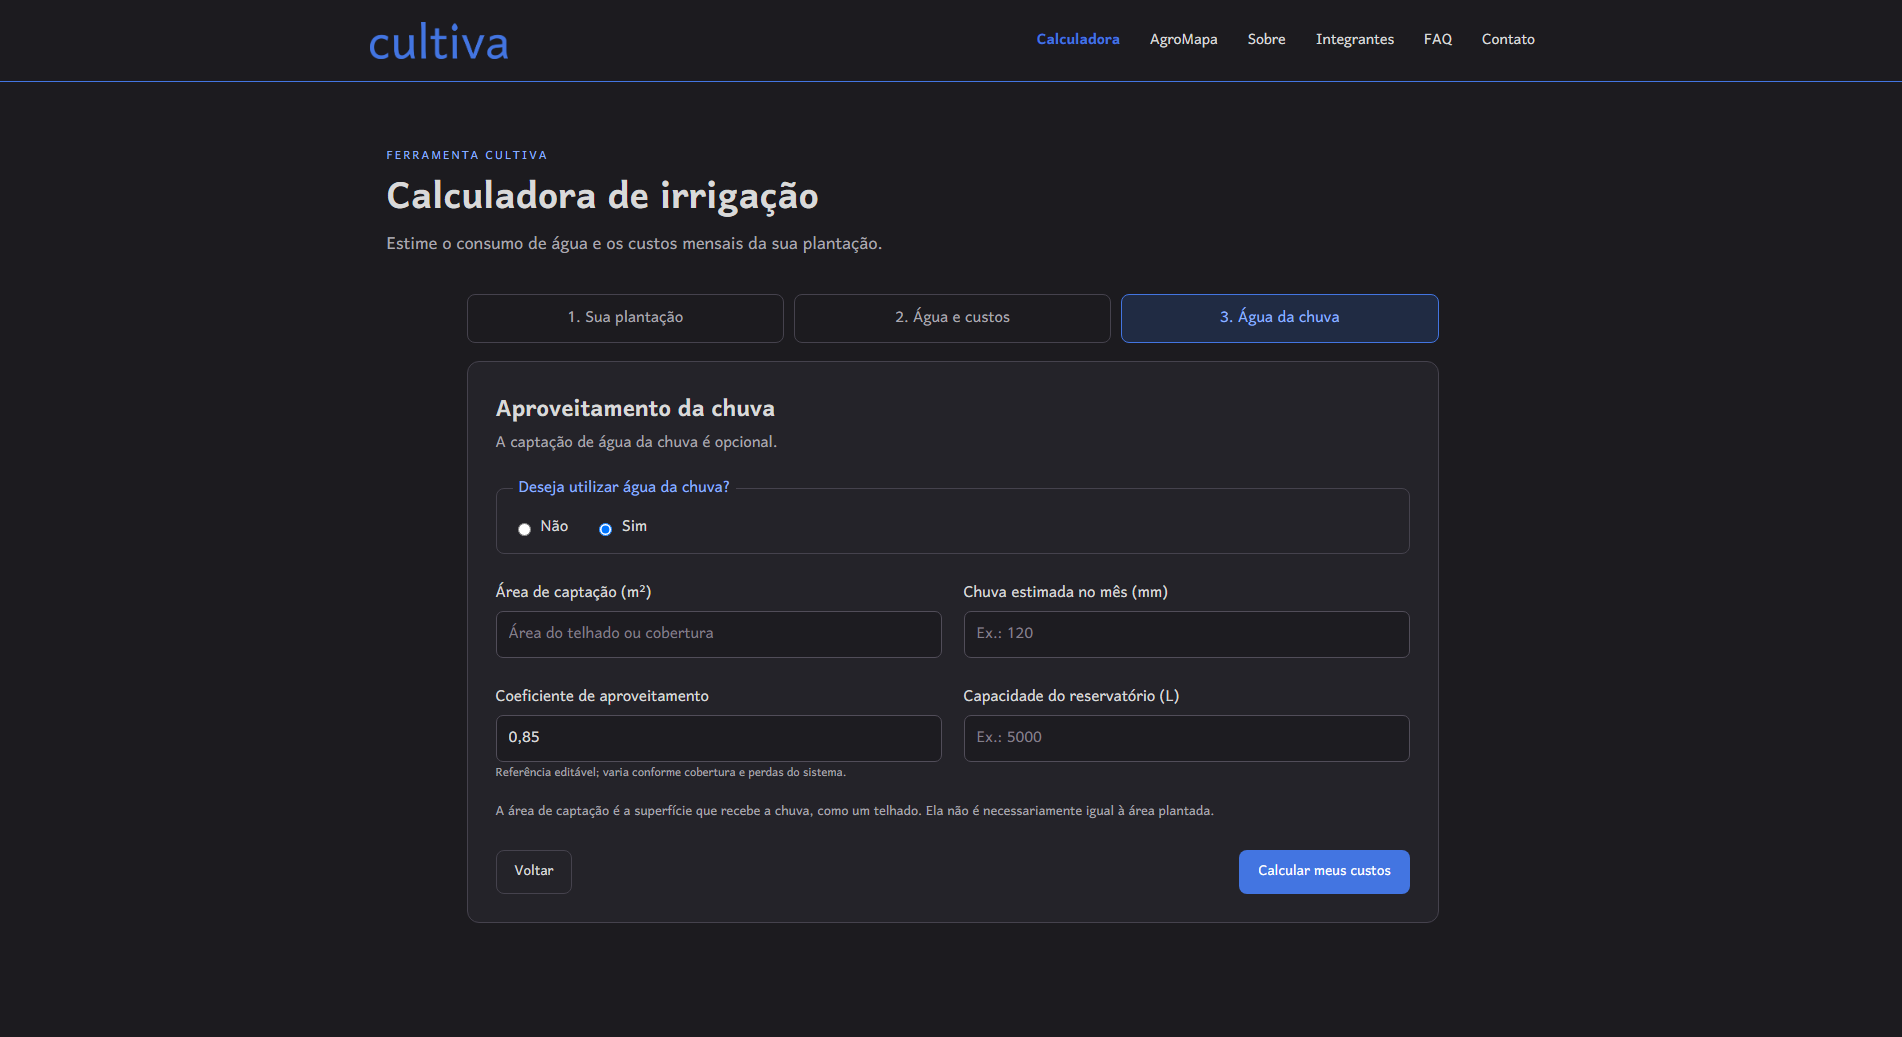 cultiva
Calculadora AgroMapa Sobre Integrantes FAQ Contato
FERRAMENTA CULTIVA
Calculadora de irrigação
Estime o consumo de água e os custos mensais da sua plantação.
1. Sua plantação 2. Água e custos 3. Água da chuva
Aproveitamento da chuva
A captação de água da chuva é opcional.
Deseja utilizar água da chuva?
Não Sim
Área de captação (m²) Chuva estimada no mês (mm)
Área do telhado ou cobertura Ex.: 120
Coeficiente de aproveitamento Capacidade do reservatório (L)
0,85 Ex.: 5000
Referência editável; varia conforme cobertura e perdas do sistema.
A área de captação é a superfície que recebe a chuva, como um telhado. Ela não é necessariamente igual à área plantada.
Voltar Calcular meus custos